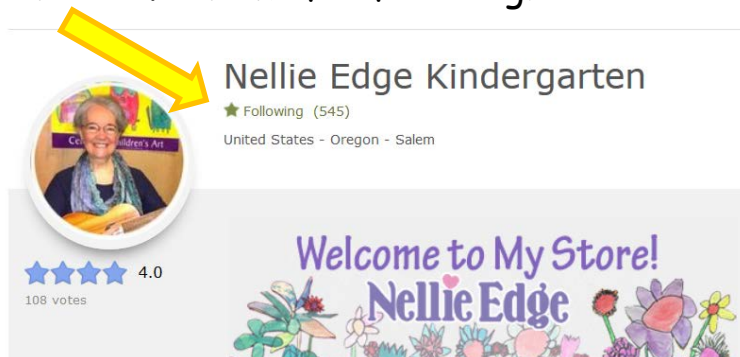 Nellie Edge Kindergarten
Following (545)
United States - Oregon - Salem
4.0
108 votes
Welcome to My Store!
Nellie Edge